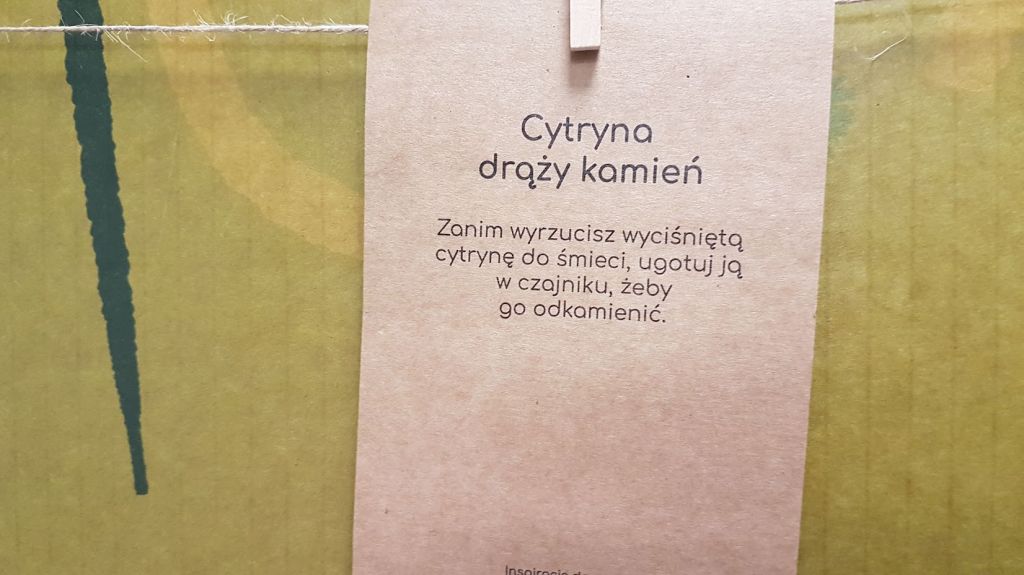 Cytryna
drąży kamień
Zanim wyrzucisz wyciśniętą
cytrynę do śmieci, ugotuj ją
w czajniku, żeby
go odkamienić.